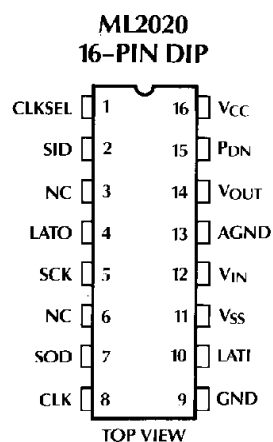 ML2020
16-PIN DIP
CLKSEL 1 16 VCC
SID 2 15 PDN
NC 3 14 VOUT
LATO 4 13 AGND
SCK 5 12 VIN
NC 6 11 VSS
SOD 7 10 LATI
CLK 8 9 GND
TOP VIEW